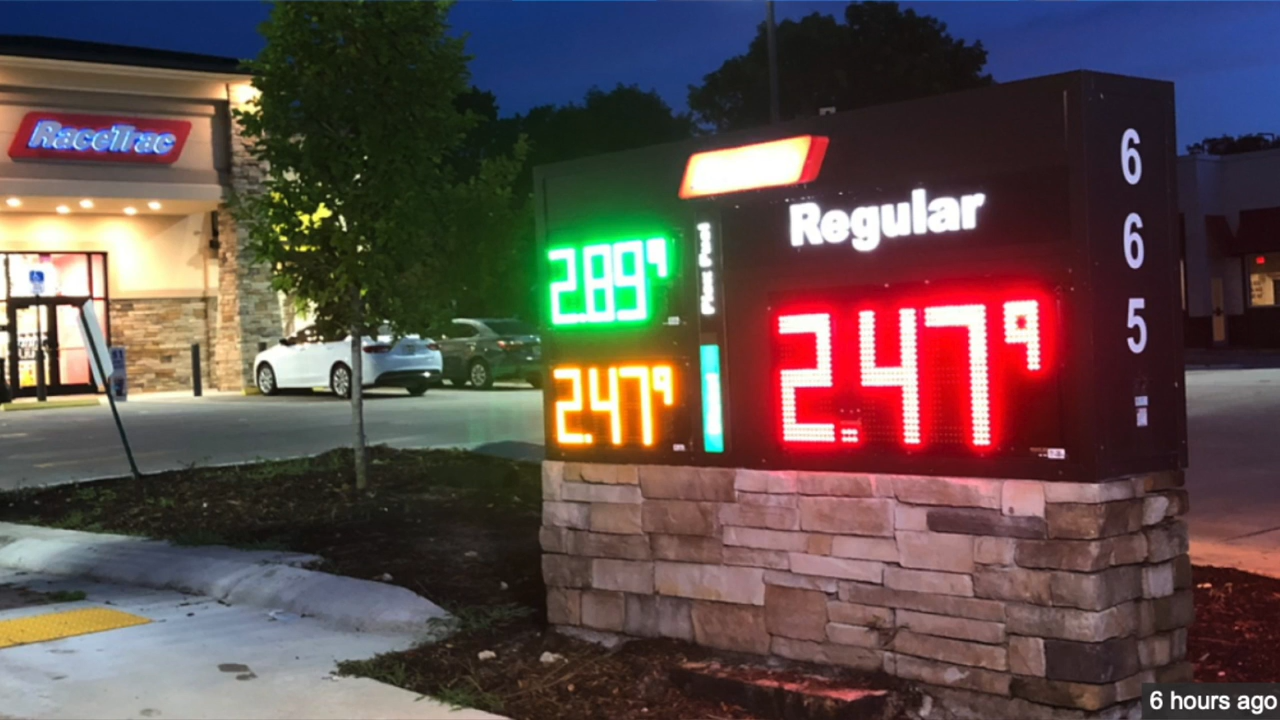 RaceTrac
Regular
2.89⁹
2.47⁹
2.47⁹
6
6
5
6 hours ago